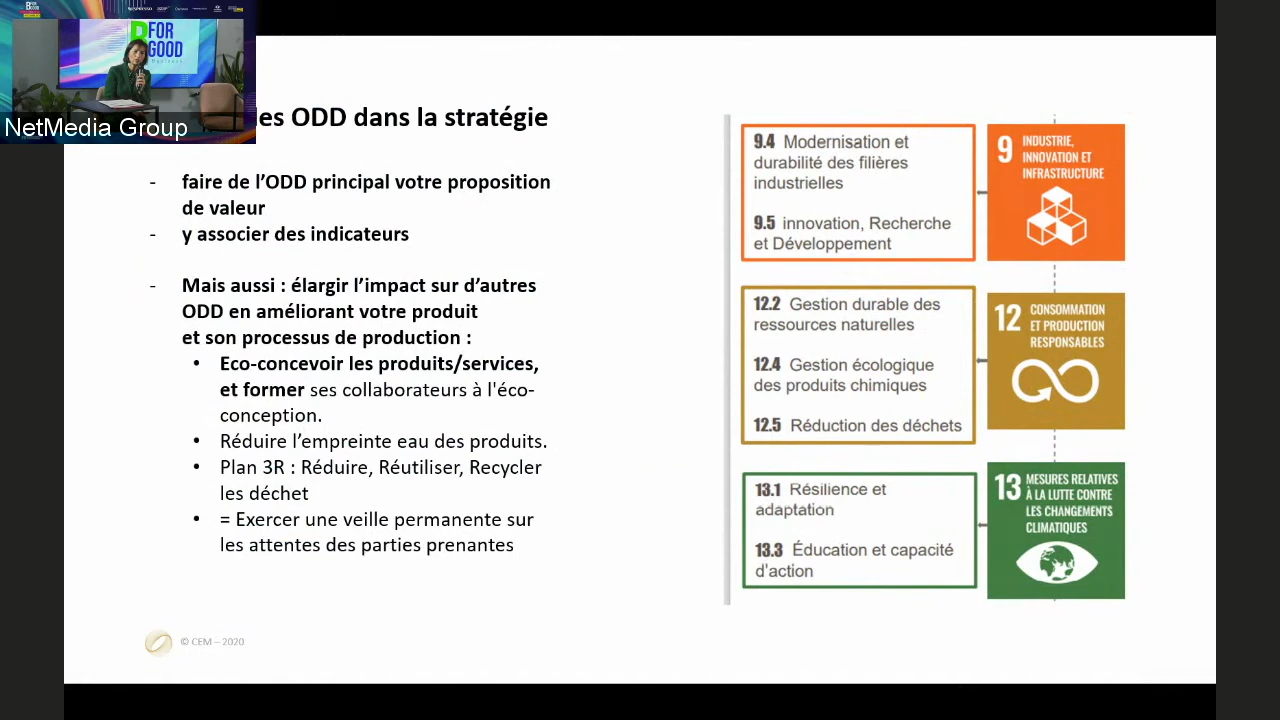 FOR
GOOD
NetMedia Group
les ODD dans la stratégie
- faire de l’ODD principal votre proposition
de valeur
- y associer des indicateurs
- Mais aussi : élargir l’impact sur d’autres
ODD en améliorant votre produit
et son processus de production :
• Eco-concevoir les produits/services,
et former ses collaborateurs à l'éco-
conception.
• Réduire l’empreinte eau des produits.
• Plan 3R : Réduire, Réutiliser, Recycler
les déchet
• = Exercer une veille permanente sur
les attentes des parties prenantes
© CEM – 2020
9.4 Modernisation et
durabilité des filières
industrielles
9.5 innovation, Recherche
et Développement
9 INDUSTRIE,
INNOVATION ET
INFRASTRUCTURE
12.2 Gestion durable des
ressources naturelles
12.4 Gestion écologique
des produits chimiques
12.5 Réduction des déchets
12 CONSOMMATION
ET PRODUCTION
RESPONSABLES
13.1 Résilience et
adaptation
13.3 Éducation et capacité
d'action
13 MESURES RELATIVES
À LA LUTTE CONTRE
LES CHANGEMENTS
CLIMATIQUES